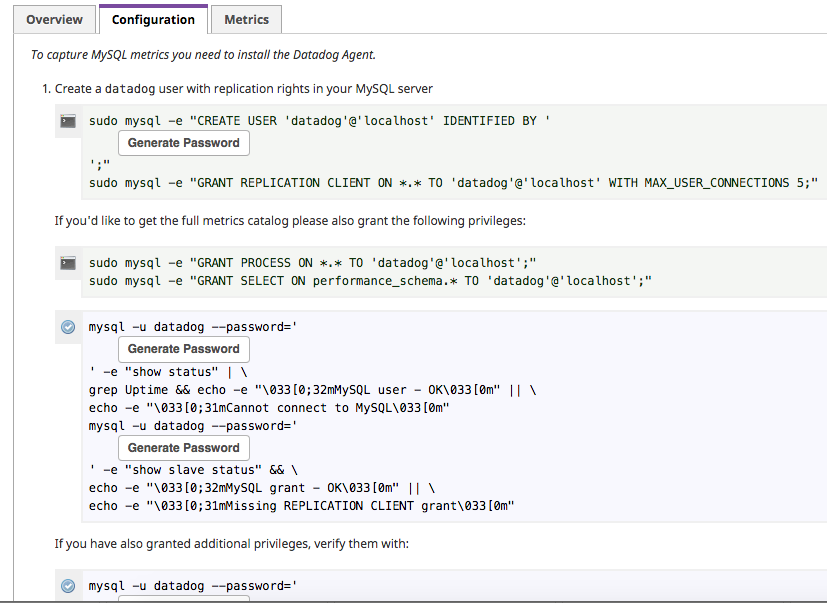 Overview Configuration Metrics
To capture MySQL metrics you need to install the Datadog Agent.
1. Create a datadog user with replication rights in your MySQL server
sudo mysql -e "CREATE USER 'datadog'@'localhost' IDENTIFIED BY '
Generate Password
';"
sudo mysql -e "GRANT REPLICATION CLIENT ON *.* TO 'datadog'@'localhost' WITH MAX_USER_CONNECTIONS 5;"
If you'd like to get the full metrics catalog please also grant the following privileges:
sudo mysql -e "GRANT PROCESS ON *.* TO 'datadog'@'localhost';"
sudo mysql -e "GRANT SELECT ON performance_schema.* TO 'datadog'@'localhost';"
mysql -u datadog --password='
Generate Password
' -e "show status" | \
grep Uptime && echo -e "\033[0;32mMySQL user - OK\033[0m" || \
echo -e "\033[0;31mCannot connect to MySQL\033[0m"
mysql -u datadog --password='
Generate Password
' -e "show slave status" && \
echo -e "\033[0;32mMySQL grant - OK\033[0m" || \
echo -e "\033[0;31mMissing REPLICATION CLIENT grant\033[0m"
If you have also granted additional privileges, verify them with:
mysql -u datadog --password='